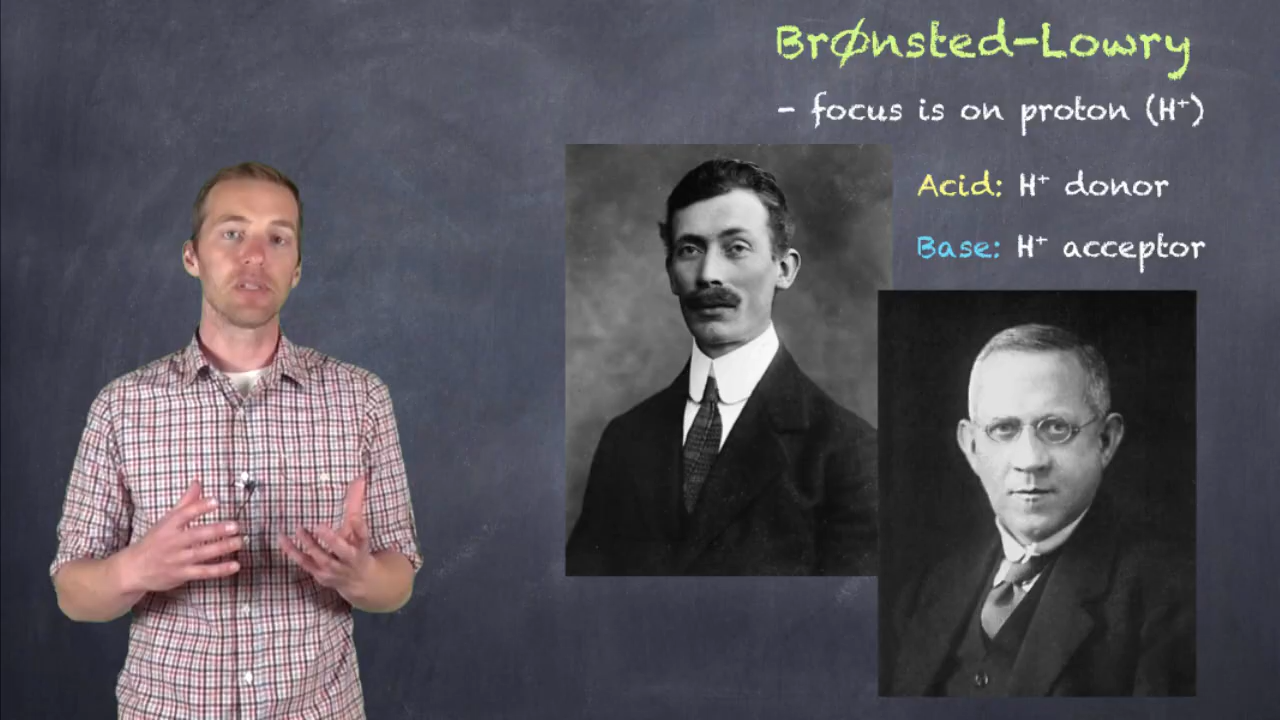 Brønsted-Lowry
- focus is on proton (H⁺)
Acid: H⁺ donor
Base: H⁺ acceptor